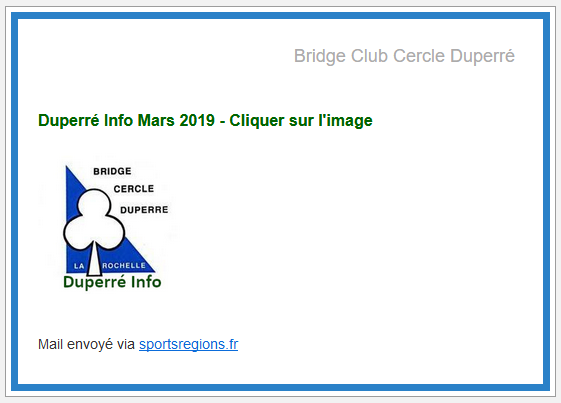 Bridge Club Cercle Duperré
Duperré Info Mars 2019 - Cliquer sur l'image
BRIDGE
CERCLE
DUPERRE
LA ROCHELLE
Duperré Info
Mail envoyé via sportsregions.fr